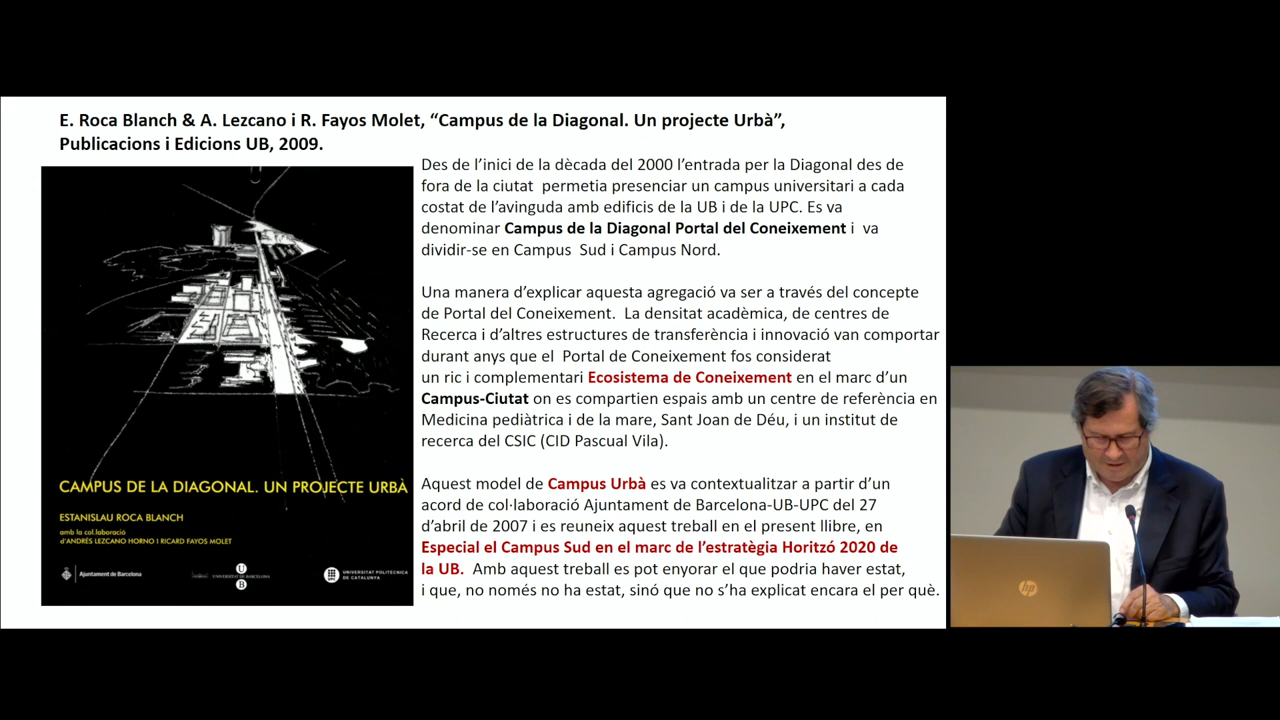 E. Roca Blanch & A. Lezcano i R. Fayos Molet, “Campus de la Diagonal. Un projecte Urbà”,
Publicacions i Edicions UB, 2009.
Des de l’inici de la dècada del 2000 l’entrada per la Diagonal des de
fora de la ciutat permetia presenciar un campus universitari a cada
costat de l’avinguda amb edificis de la UB i de la UPC. Es va
denominar Campus de la Diagonal Portal del Coneixement i va
dividir-se en Campus Sud i Campus Nord.
Una manera d’explicar aquesta agregació va ser a través del concepte
de Portal del Coneixement. La densitat acadèmica, de centres de
Recerca i d’altres estructures de transferència i innovació van comportar
durant anys que el Portal de Coneixement fos considerat
un ric i complementari Ecosistema de Coneixement en el marc d’un
Campus-Ciutat on es compartien espais amb un centre de referència en
Medicina pediàtrica i de la mare, Sant Joan de Déu, i un institut de
recerca del CSIC (CID Pascual Vila).
Aquest model de Campus Urbà es va contextualitzar a partir d’un
acord de col·laboració Ajuntament de Barcelona-UB-UPC del 27
d’abril de 2007 i es reuneix aquest treball en el present llibre, en
Especial el Campus Sud en el marc de l’estratègia Horitzó 2020 de
la UB. Amb aquest treball es pot enyorar el que podria haver estat,
i que, no només no ha estat, sinó que no s’ha explicat encara el per què.
CAMPUS DE LA DIAGONAL. UN PROJECTE URBÀ
ESTANISLAU ROCA BLANCH
amb la col.laboració
d’ANDRÉS LEZCANO HORNO I RICARD FAYOS MOLET
Ajuntament de Barcelona
U
UNIVERSITAT DE BARCELONA
B
UNIVERSITAT POLITÈCNICA
DE CATALUNYA
hp